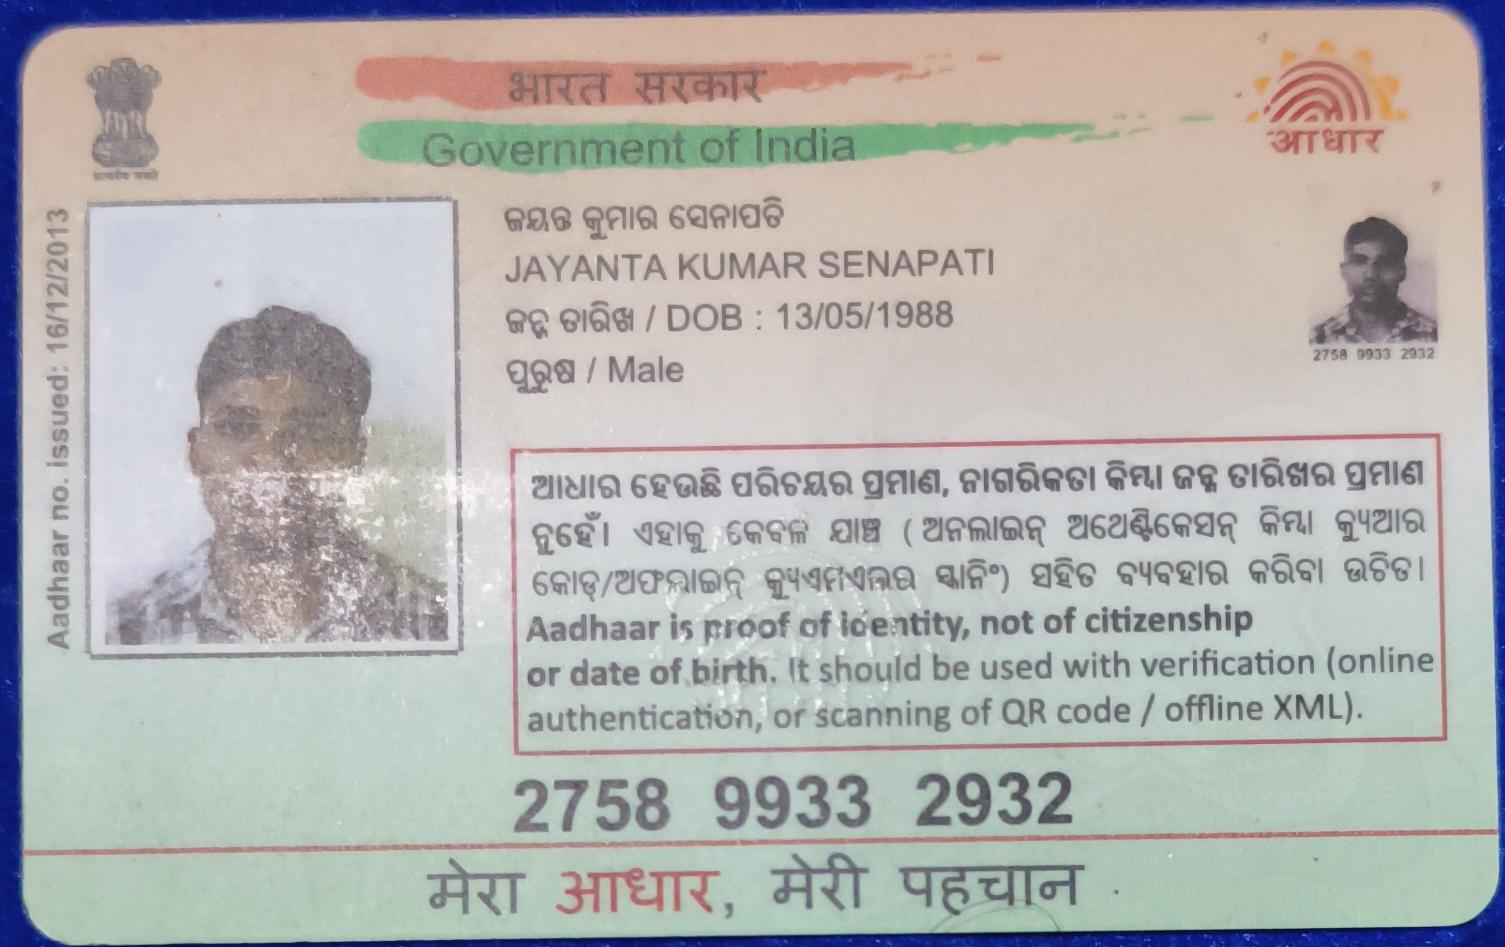 भारत सरकार
Government of India
आधार
सत्यमेव जयते
Aadhaar no. issued: 16/12/2013
ଜୟନ୍ତ କୁମାର ସେନାପତି
JAYANTA KUMAR SENAPATI
ଜନ୍ମ ତାରିଖ / DOB : 13/05/1988
ପୁରୁଷ / Male
2758 9933 2932
ଆଧାର ହେଉଛି ପରିଚୟର ପ୍ରମାଣ, ନାଗରିକତା କିମ୍ବା ଜନ୍ମ ତାରିଖର ପ୍ରମାଣ
ନୁହେଁ। ଏହାକୁ କେବଳ ଯାଞ୍ଚ (ଅନଲାଇନ୍ ଅଥେଣ୍ଟିକେସନ୍ କିମ୍ବା କ୍ୟୁଆର
କୋଡ୍/ଅଫଲାଇନ୍ କ୍ୟୁଏମଏଲର ସ୍କାନିଂ) ସହିତ ବ୍ୟବହାର କରିବା ଉଚିତ।
Aadhaar is proof of identity, not of citizenship
or date of birth. It should be used with verification (online
authentication, or scanning of QR code / offline XML).
2758 9933 2932
मेरा आधार, मेरी पहचान